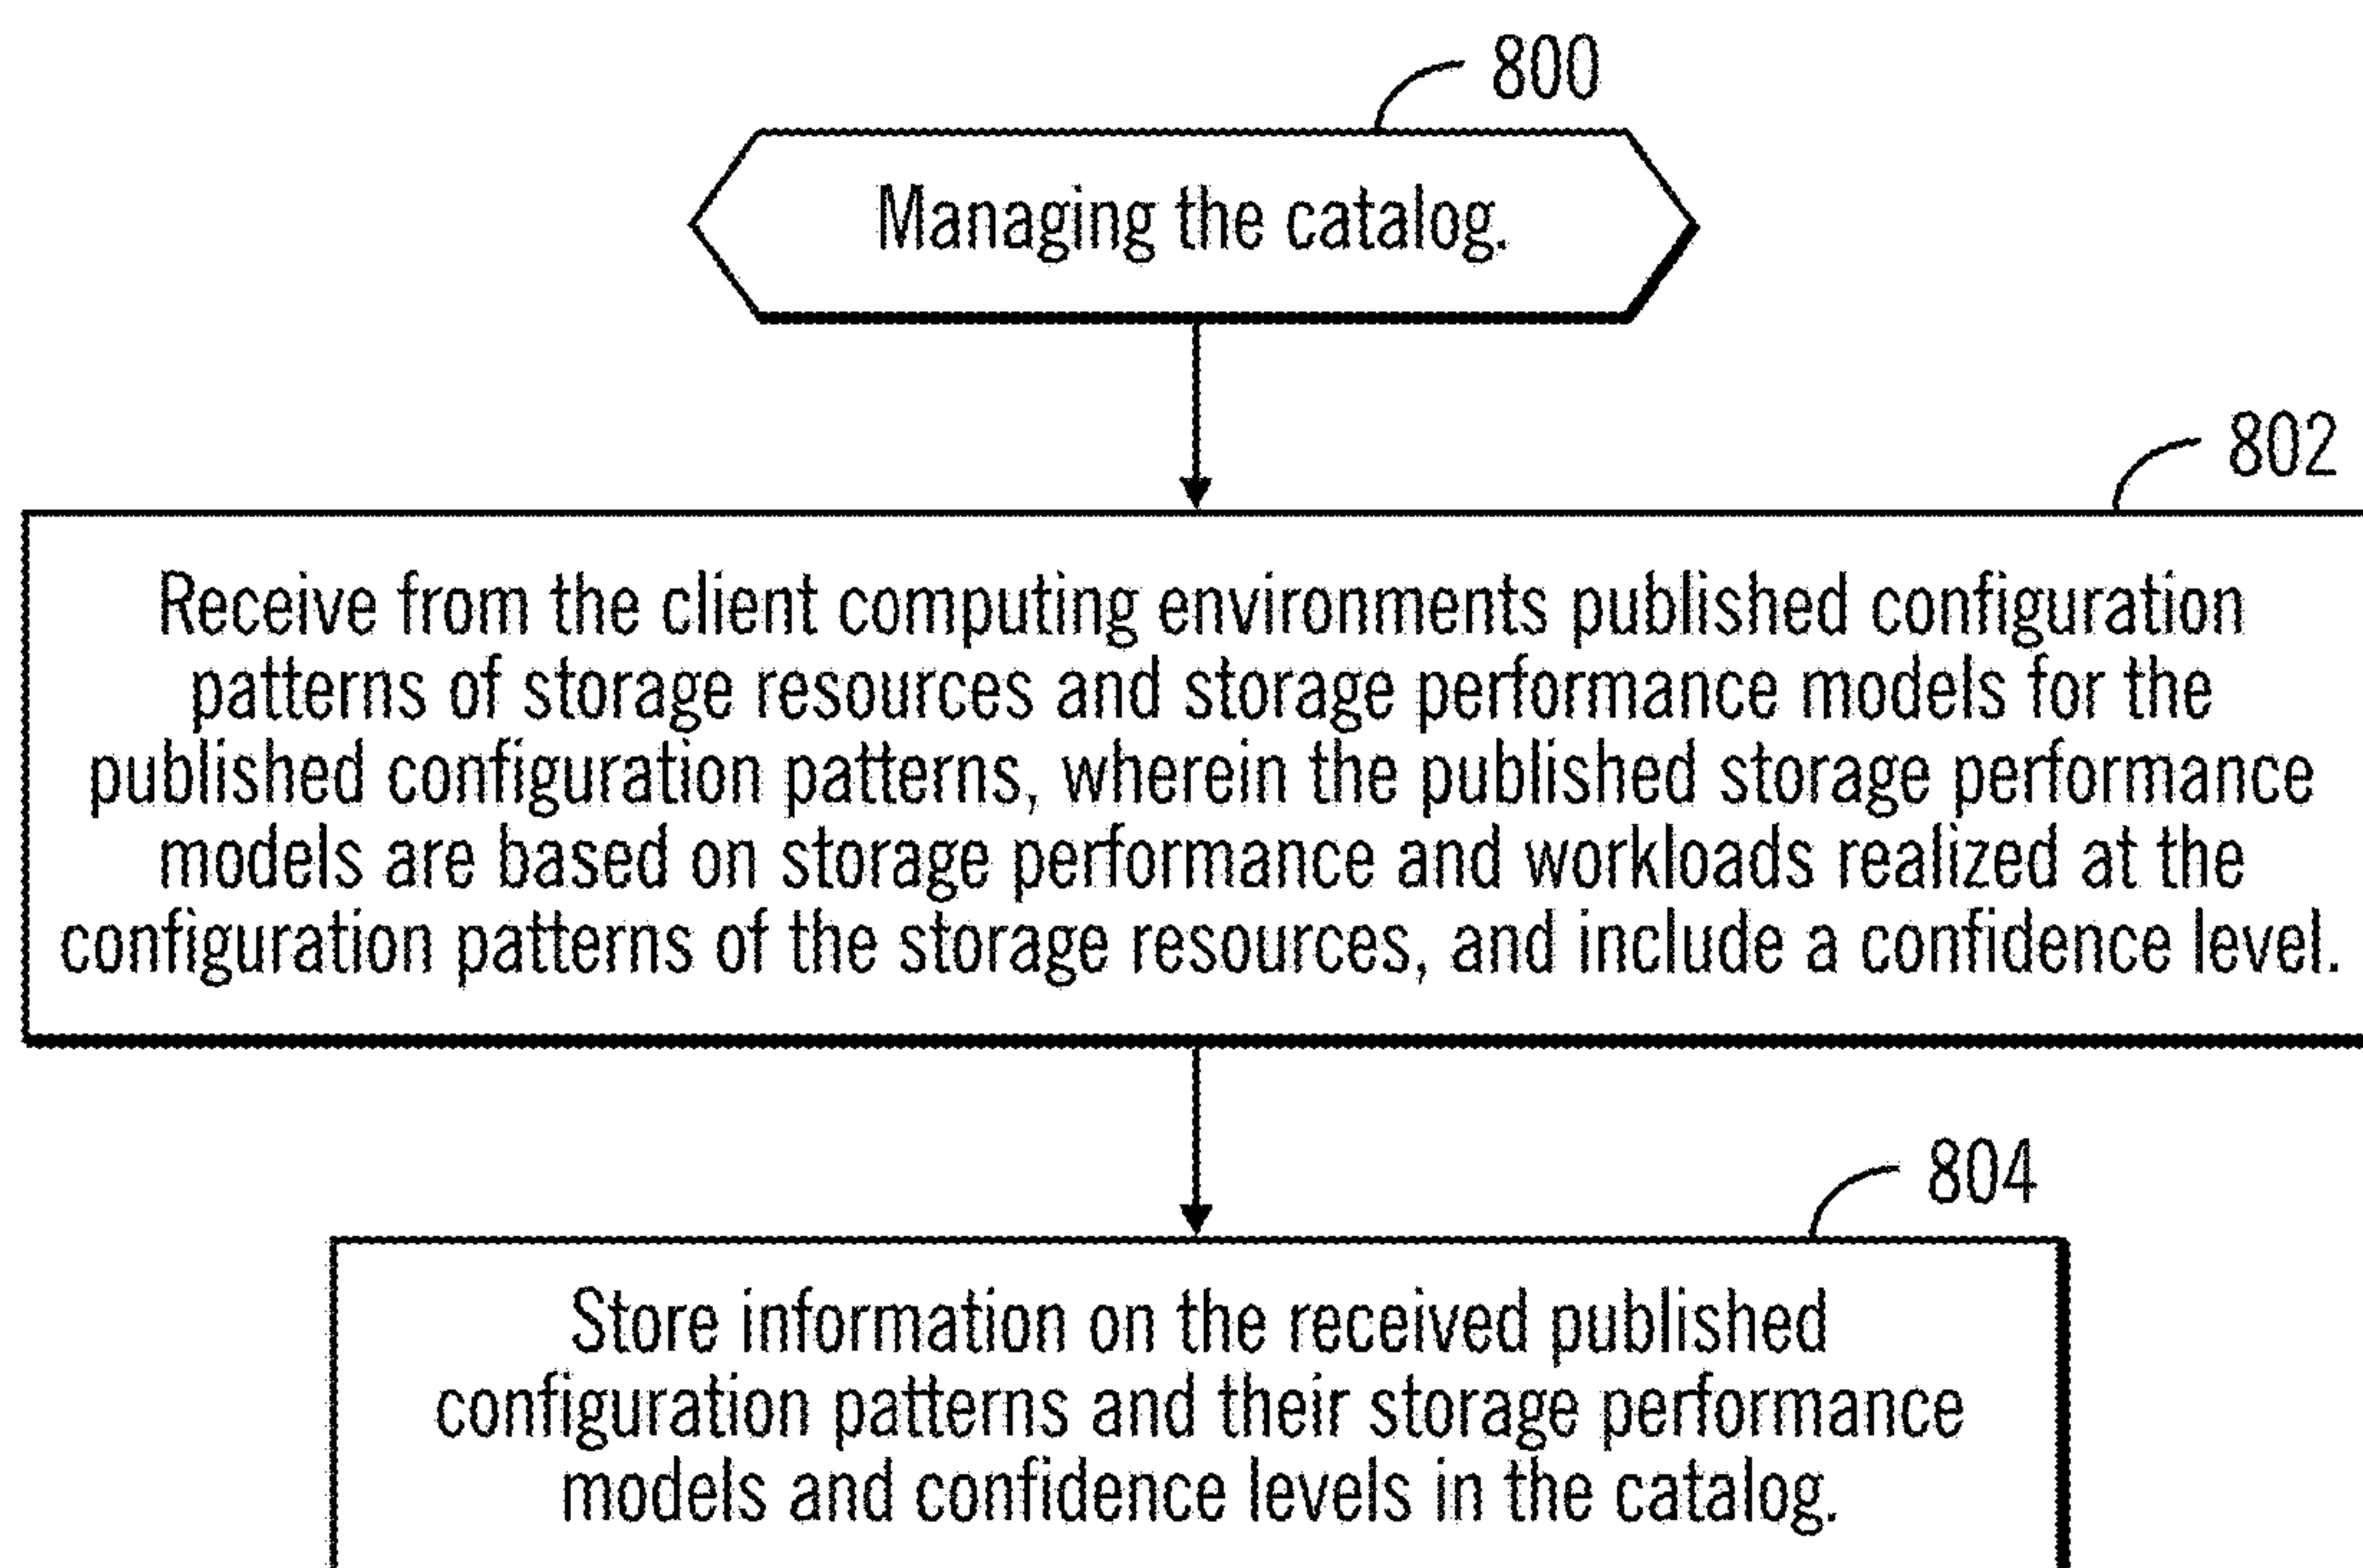 800
Managing the catalog.
802
Receive from the client computing environments published configuration
patterns of storage resources and storage performance models for the
published configuration patterns, wherein the published storage performance
models are based on storage performance and workloads realized at the
configuration patterns of the storage resources, and include a confidence level.
804
Store information on the received published
configuration patterns and their storage performance
models and confidence levels in the catalog.